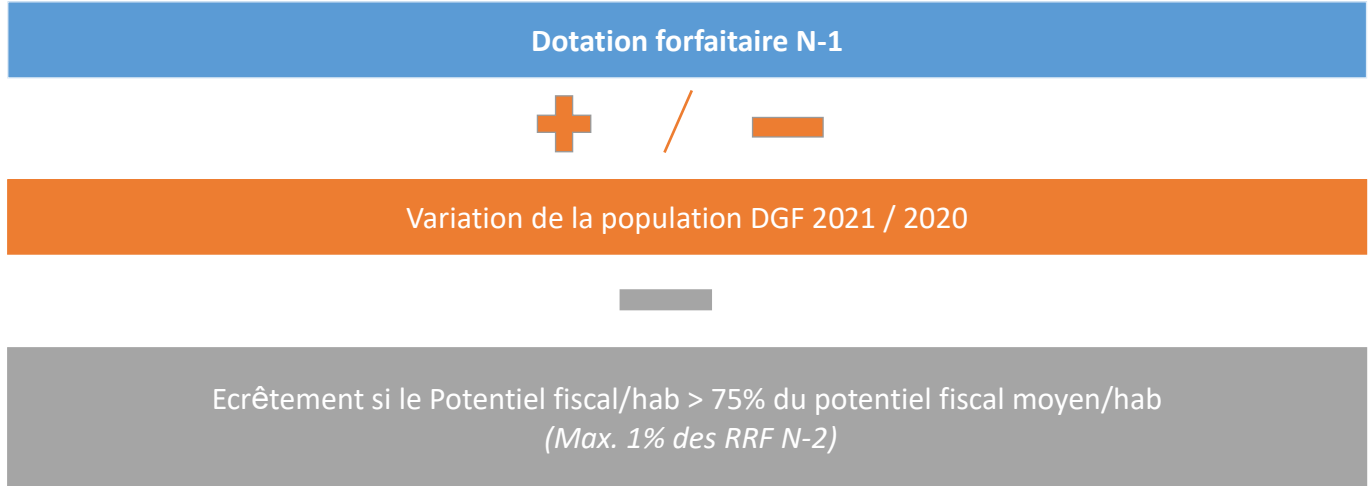 Dotation forfaitaire N-1
Variation de la population DGF 2021 / 2020
Ecrêtement si le Potentiel fiscal/hab > 75% du potentiel fiscal moyen/hab
(Max. 1% des RRF N-2)